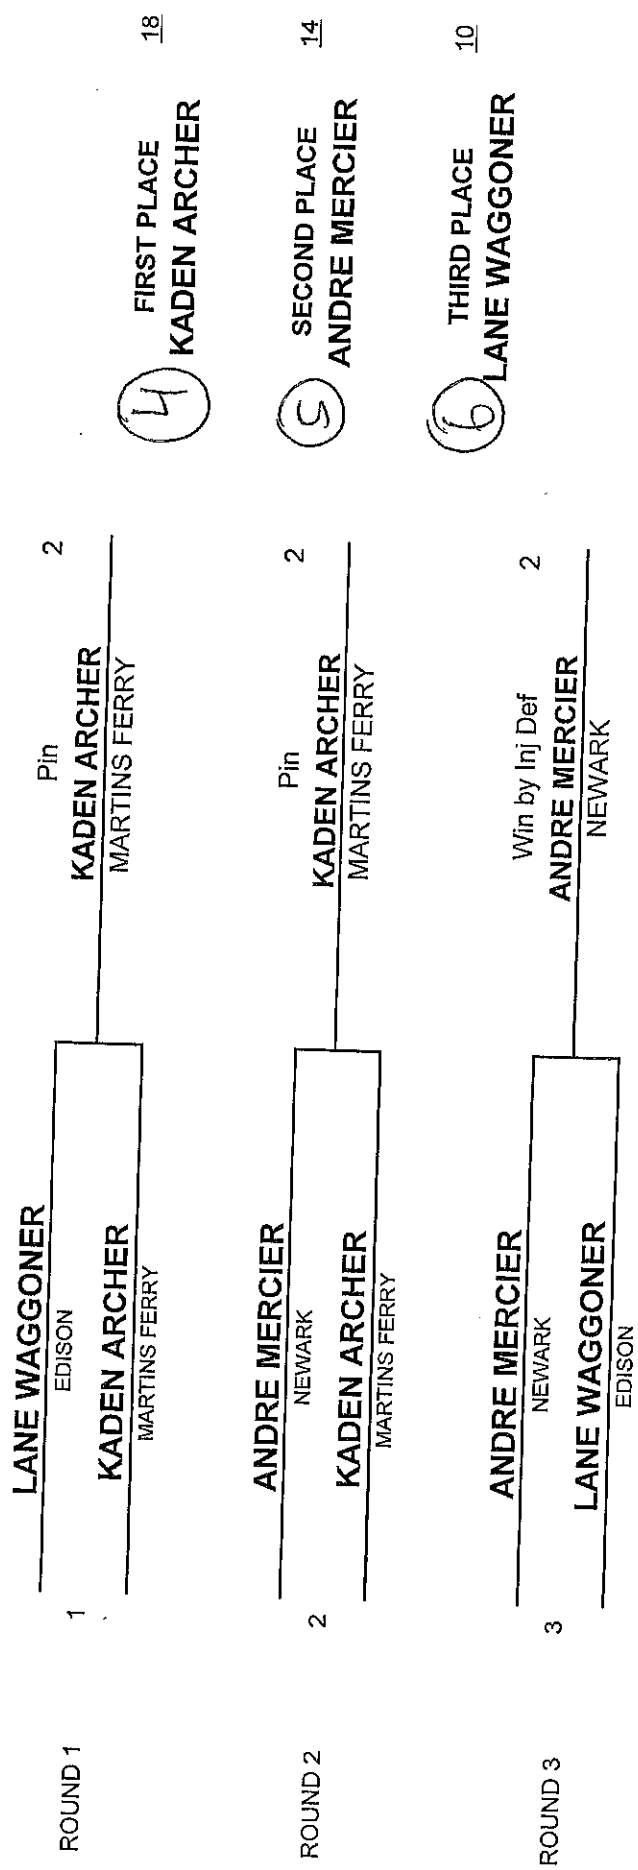 ROUND 1
1
LANE WAGGONER
EDISON
KADEN ARCHER
MARTINS FERRY
Pin
2
KADEN ARCHER
MARTINS FERRY
ROUND 2
2
ANDRE MERCIER
NEWARK
KADEN ARCHER
MARTINS FERRY
Pin
2
KADEN ARCHER
MARTINS FERRY
ROUND 3
3
ANDRE MERCIER
NEWARK
LANE WAGGONER
EDISON
Win by Inj Def
2
ANDRE MERCIER
NEWARK
4
FIRST PLACE
18
KADEN ARCHER
5
SECOND PLACE
14
ANDRE MERCIER
6
THIRD PLACE
10
LANE WAGGONER